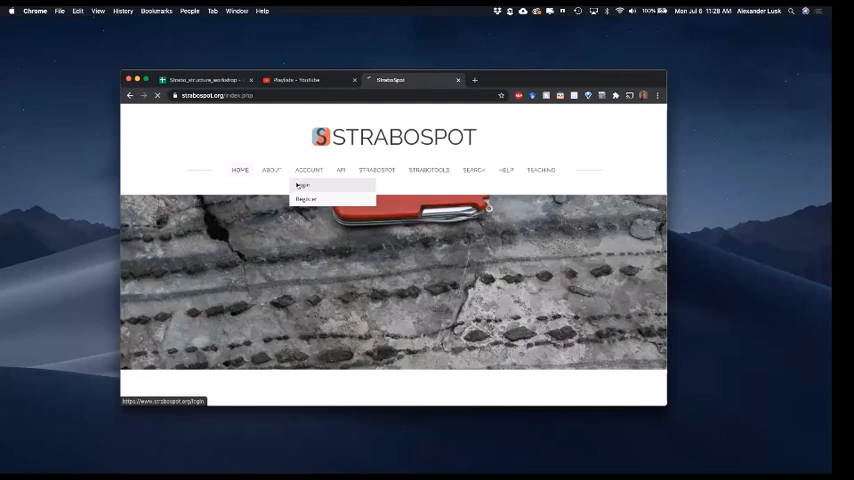 Chrome File Edit View History Bookmarks People Tab Window Help 100% Mon Jul 8 11:28 AM Alexander Lusk
Strabo_structure_workshop - Playlists - YouTube StraboSpot
strabospot.org/index.php
STRABOSPOT
HOME ABOUT ACCOUNT API STRABOSPOT STRABOTOOLS SEARCH HELP TEACHING
Login
Register
https://www.strabospot.org/login